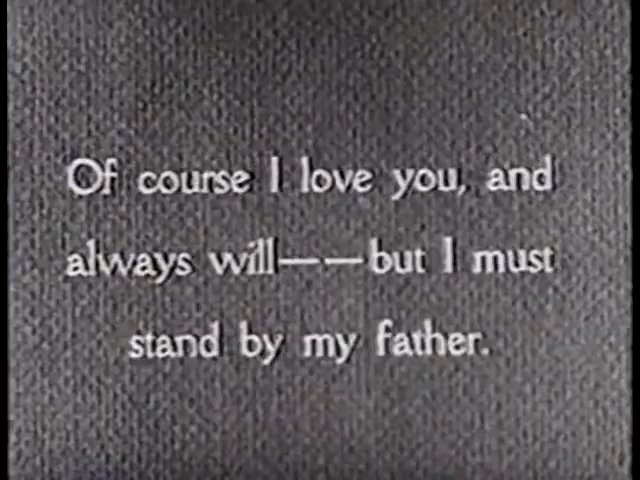 Of course I love you, and
always will——but I must
stand by my father.